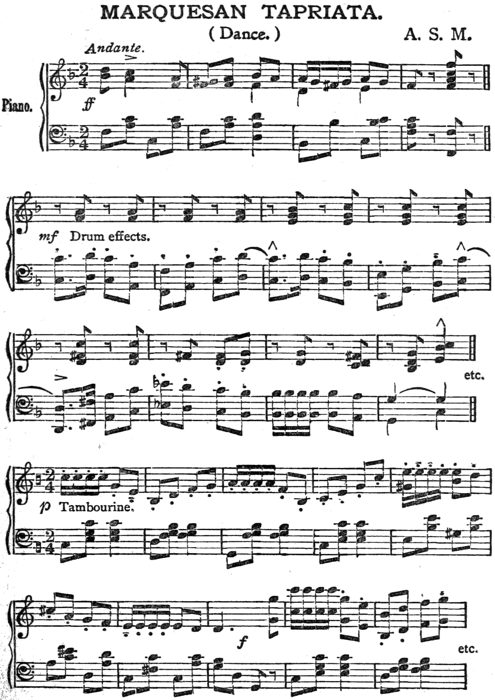 MARQUESAN TAPRIATA.
(Dance.)
A. S. M.
Andante.
Piano.
ff
mf Drum effects.
etc.
p Tambourine.
f
etc.